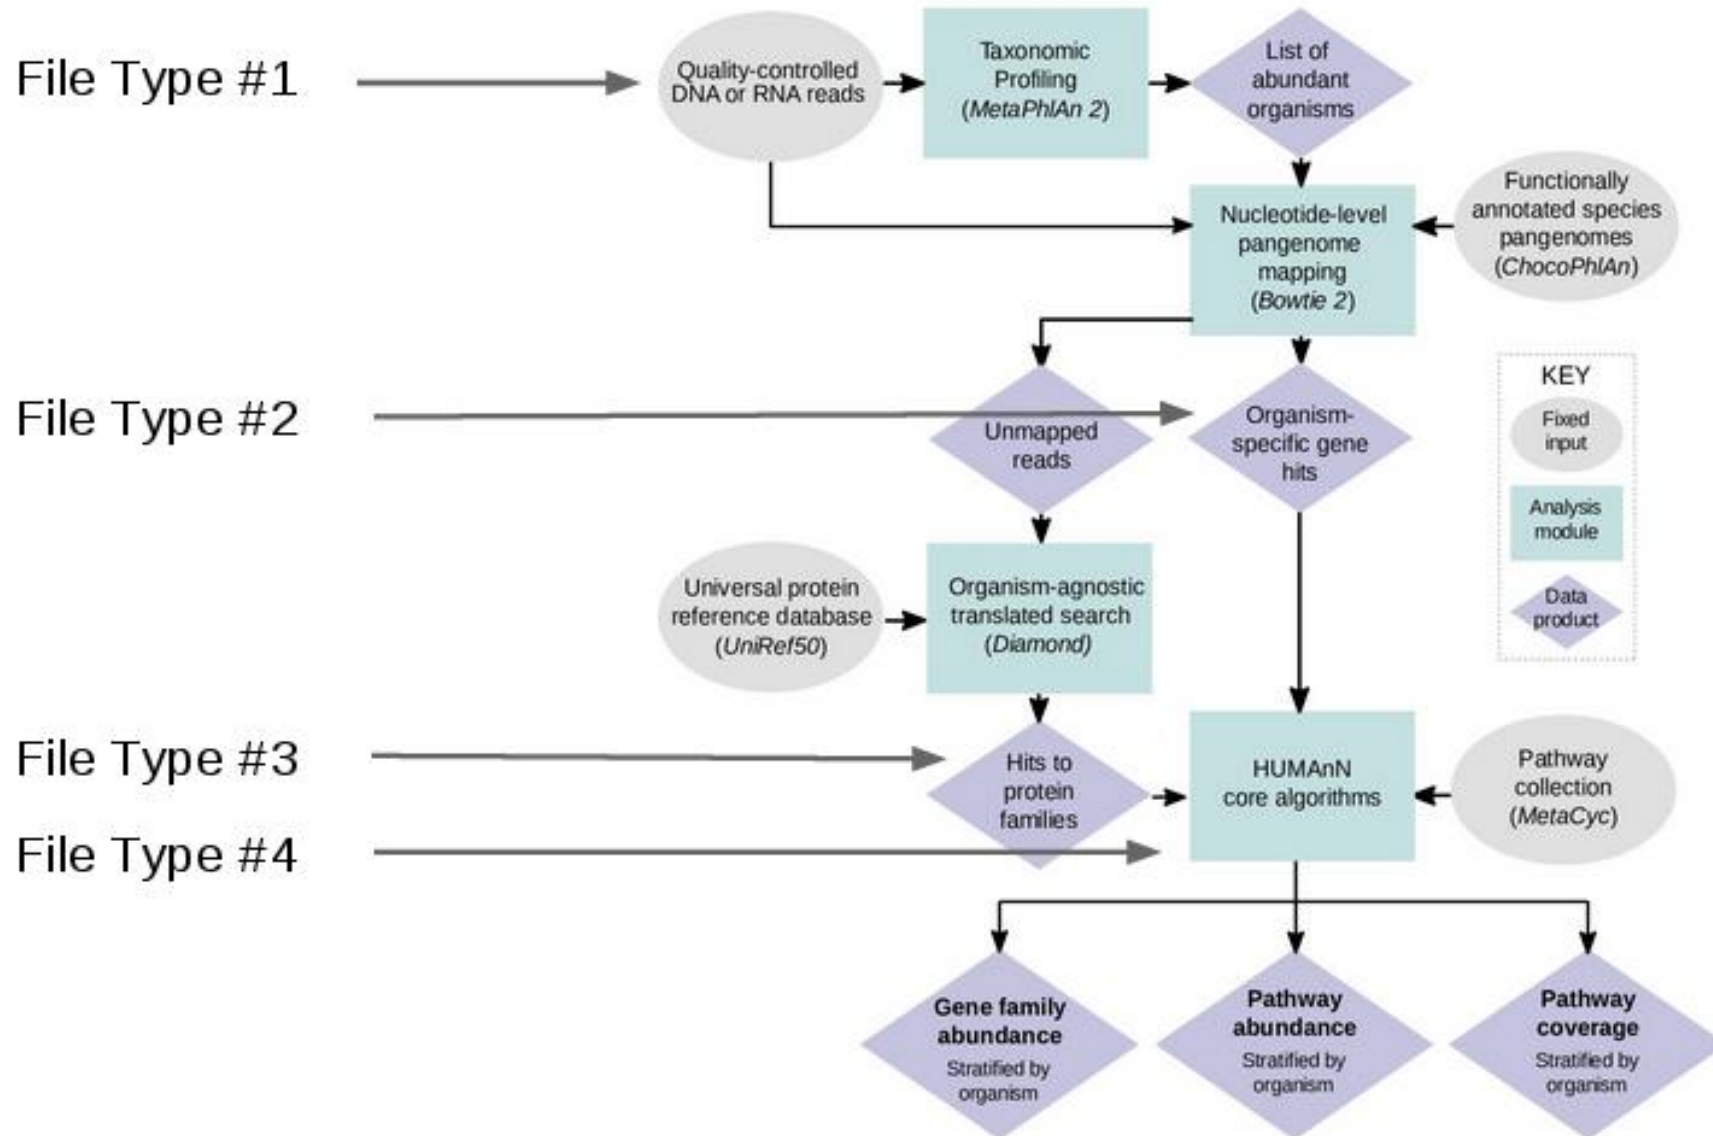 File Type #1
Quality-controlled
DNA or RNA reads
Taxonomic
Profiling
(MetaPhlAn 2)
List of
abundant
organisms
Nucleotide-level
pangenome
mapping
(Bowtie 2)
Functionally
annotated species
pangenomes
(ChocoPhlAn)
File Type #2
Unmapped
reads
Organism-
specific gene
hits
KEY
Fixed
input
Analysis
module
Data
product
Universal protein
reference database
(UniRef50)
Organism-agnostic
translated search
(Diamond)
File Type #3
Hits to
protein
families
HUMAnN
core algorithms
Pathway
collection
(MetaCyc)
File Type #4
Gene family
abundance
Stratified by
organism
Pathway
abundance
Stratified by
organism
Pathway
coverage
Stratified by
organism